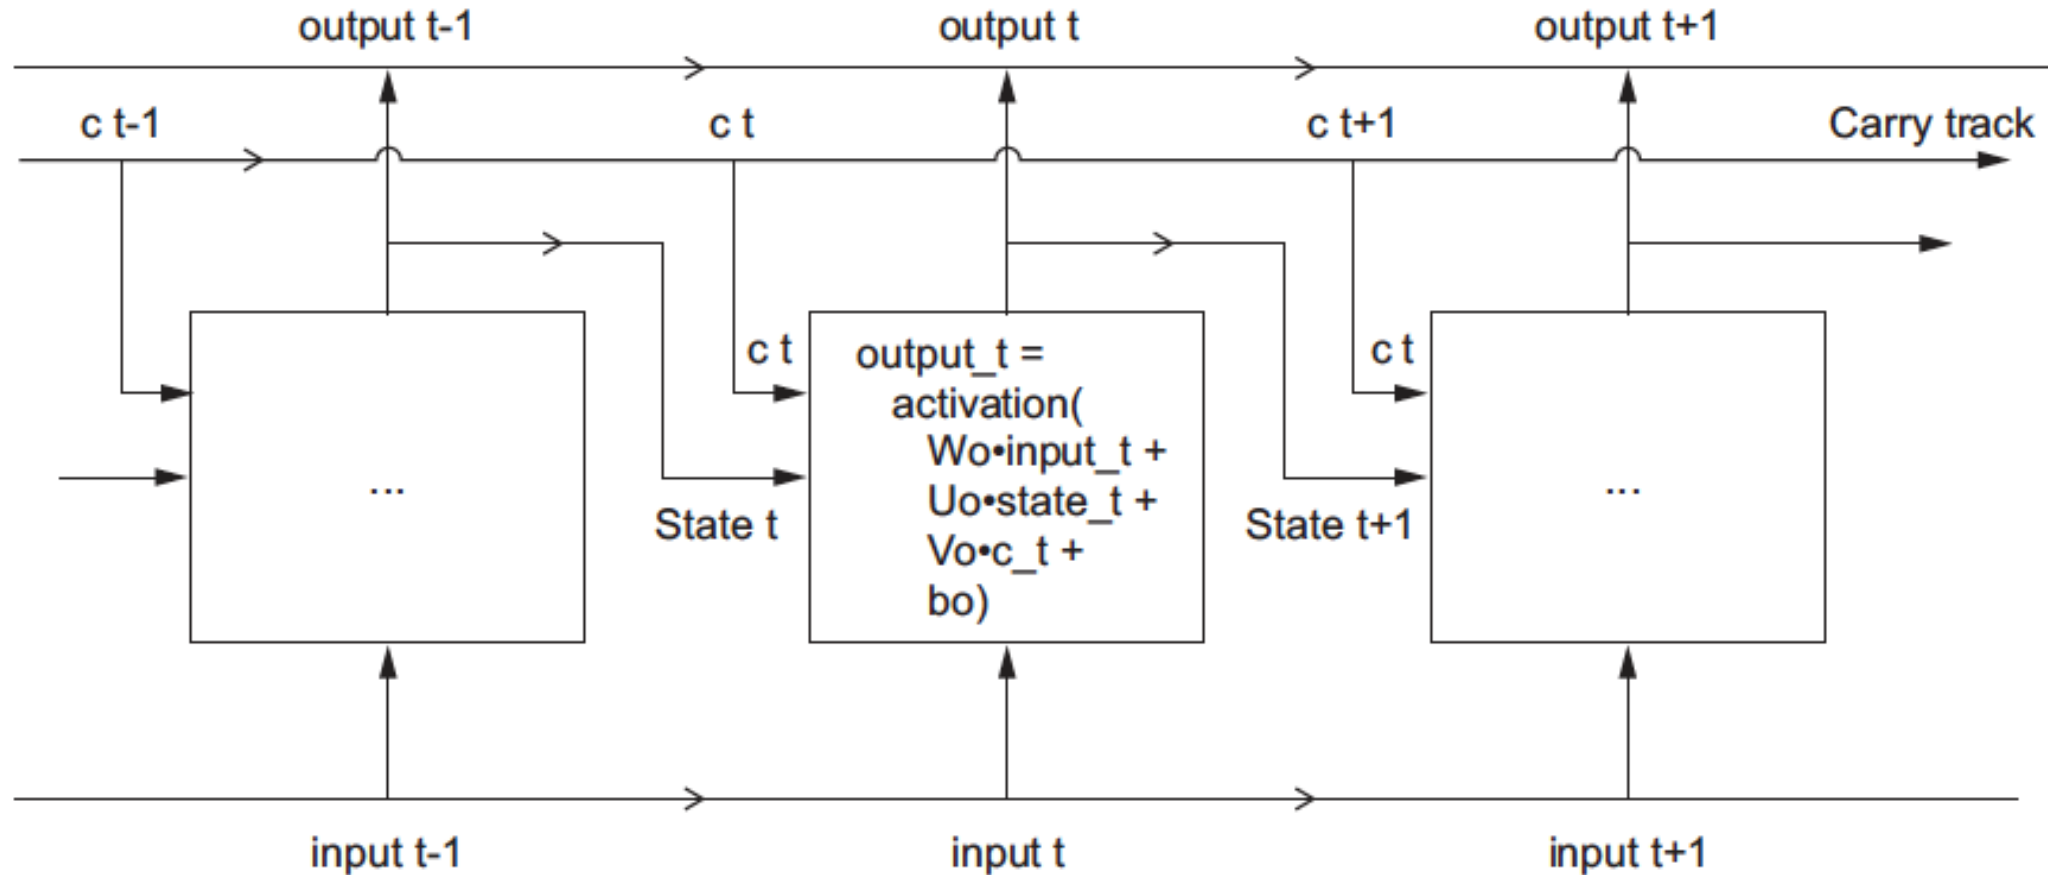 output t-1
output t
output t+1
c t-1
c t
c t+1
Carry track
c t
output_t =
activation(
Wo•input_t +
Uo•state_t +
Vo•c_t +
bo)
c t
...
...
State t
State t+1
input t-1
input t
input t+1